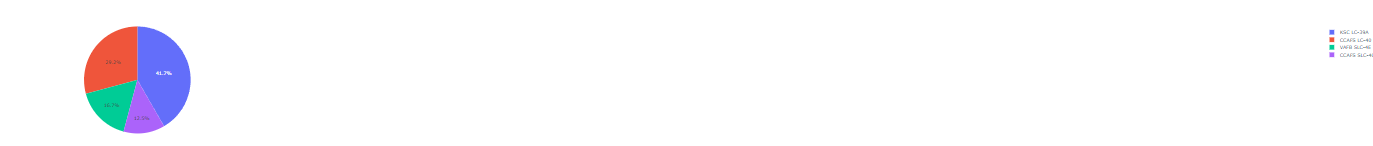 41.7%
29.2%
16.7%
12.5%
KSC LC-39A
CCAFS LC-40
VAFB SLC-4E
CCAFS SLC-4